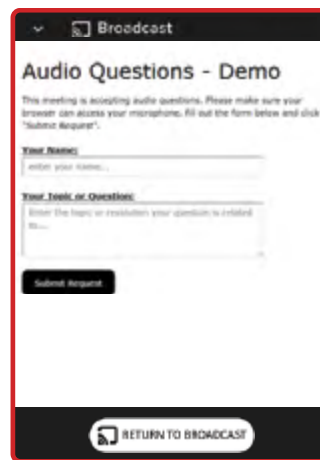 Broadcast
Audio Questions - Demo
This meeting is accepting audio questions. Please make sure your
browser can access your microphone, fill out the form below and click
"Submit Request".
Your Name:
enter your name...
Your Topic or Question:
Enter the topic or resolution your question is related
to...
Submit Request
RETURN TO BROADCAST